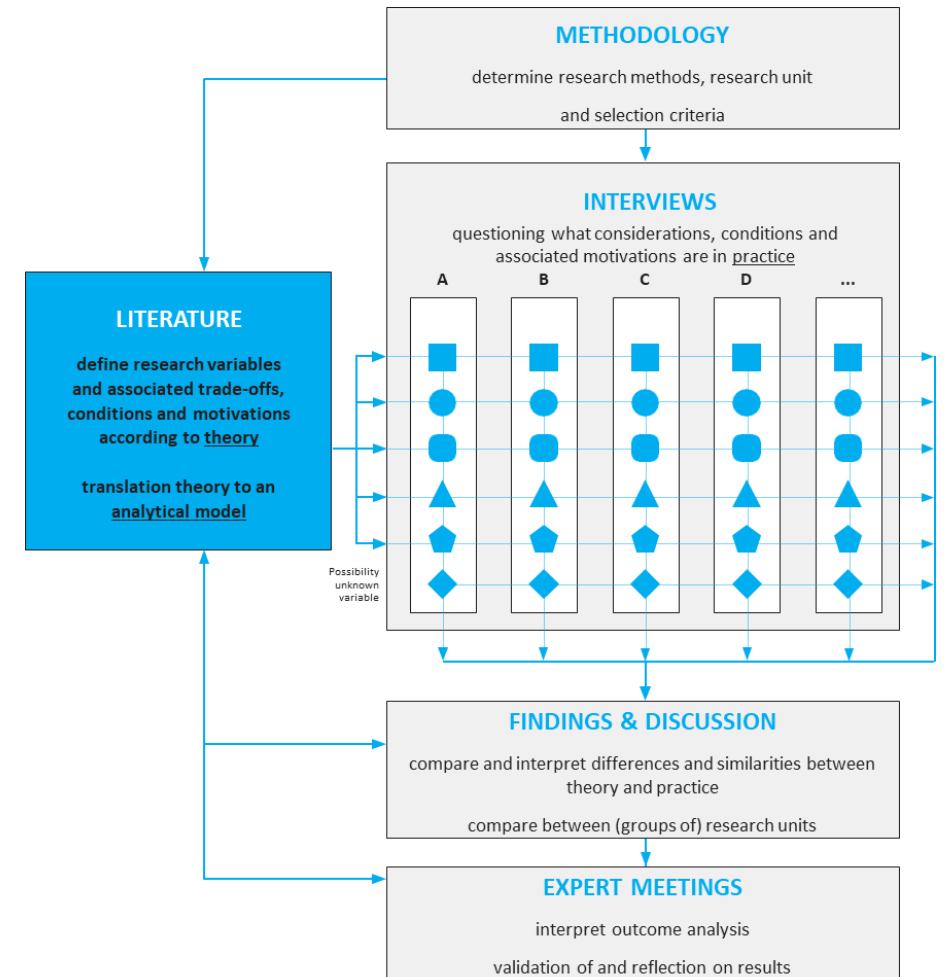 METHODOLOGY
determine research methods, research unit
and selection criteria
INTERVIEWS
questioning what considerations, conditions and
associated motivations are in practice
A B C D ...
LITERATURE
define research variables
and associated trade-offs,
conditions and motivations
according to theory
translation theory to an
analytical model
Possibility
unknown
variable
FINDINGS & DISCUSSION
compare and interpret differences and similarities between
theory and practice
compare between (groups of) research units
EXPERT MEETINGS
interpret outcome analysis
validation of and reflection on results